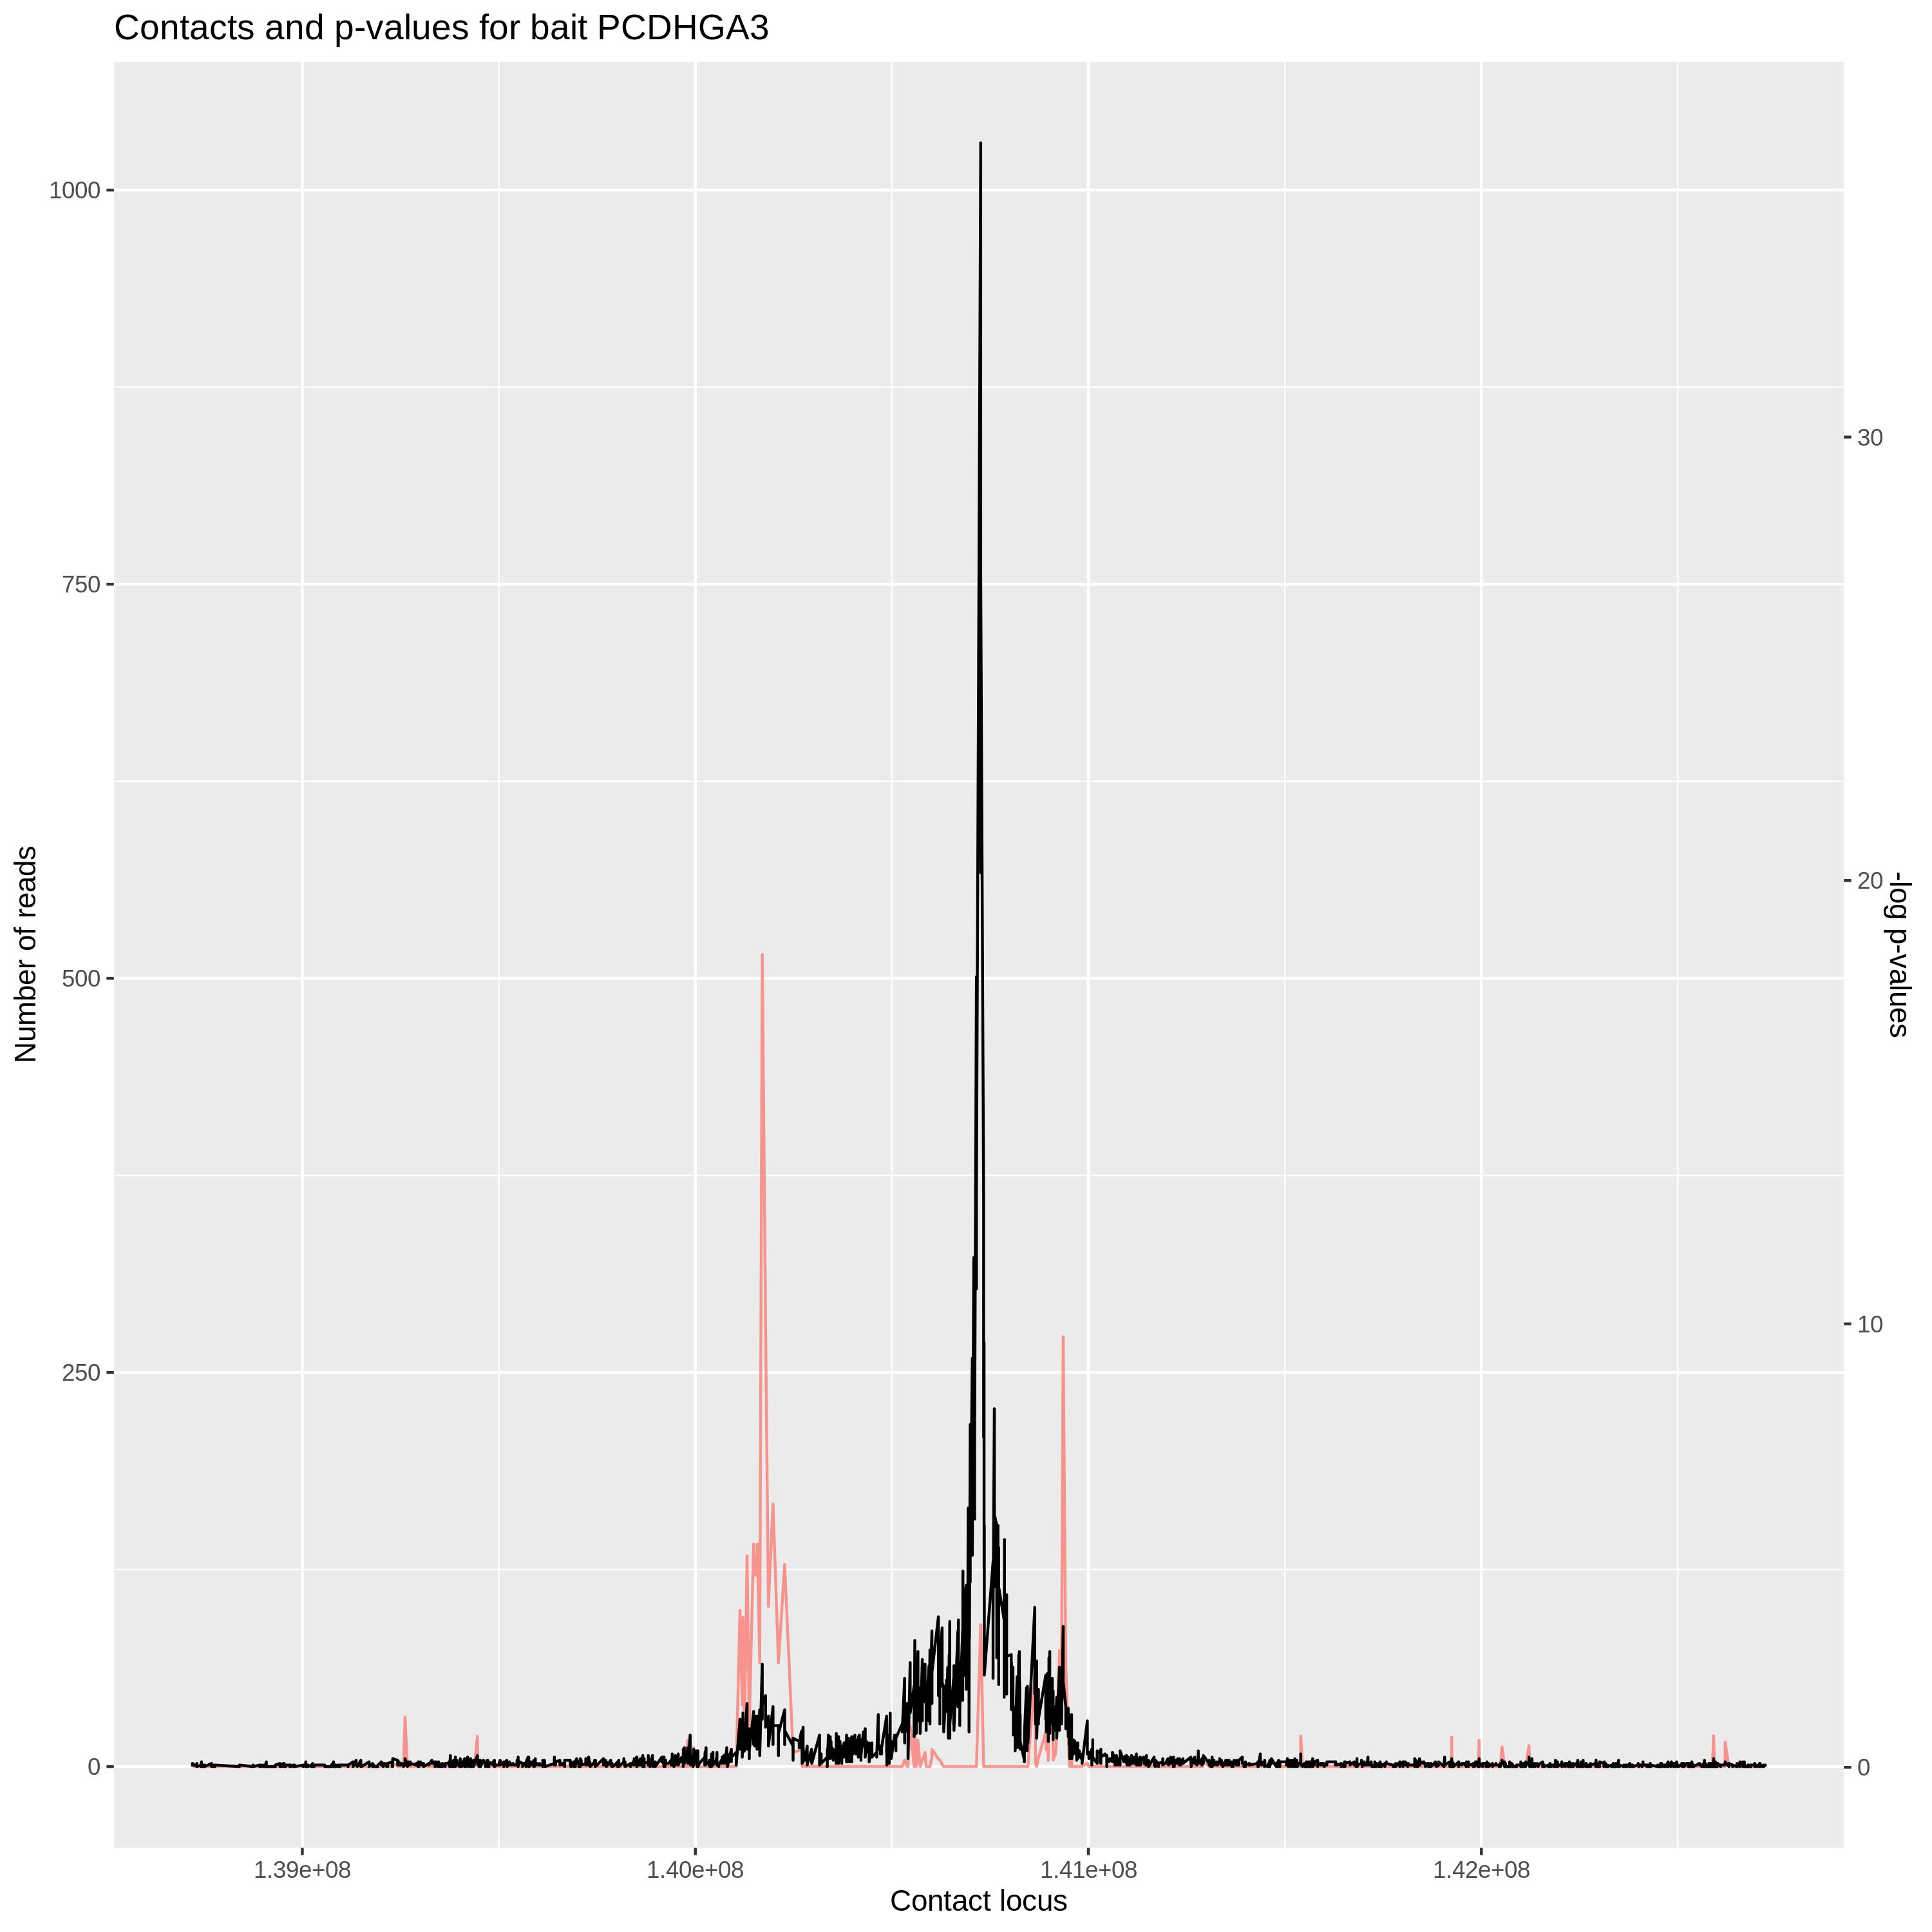 Contacts and p-values for bait PCDHGA3
1000
750
500
250
0
Number of reads
30
20
10
0
-log p-values
1.39e+08
1.40e+08
1.41e+08
1.42e+08
Contact locus